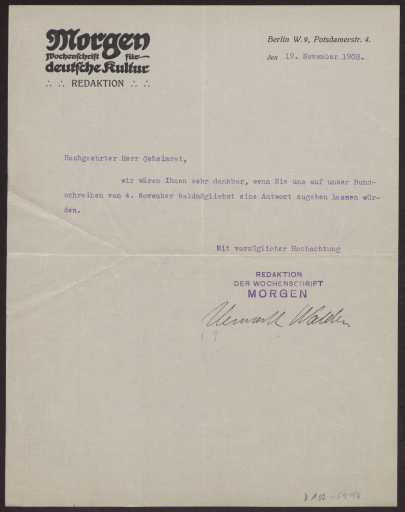 Morgen
Wochenschrift für
deutsche Kultur
∴ ∴ REDAKTION ∴ ∴
Berlin W. 9, Potsdamerstr. 4.
den 19. November 1908.
Hochgeehrter Herr Geheimrat,
wir wären Ihnen sehr dankbar, wenn Sie uns auf unser Rund-
schreiben vom 4. November baldmöglichst eine Antwort zugehen lassen wür-
den.
Mit vorzüglicher Hochachtung
REDAKTION
DER WOCHENSCHRIFT
MORGEN
Walden